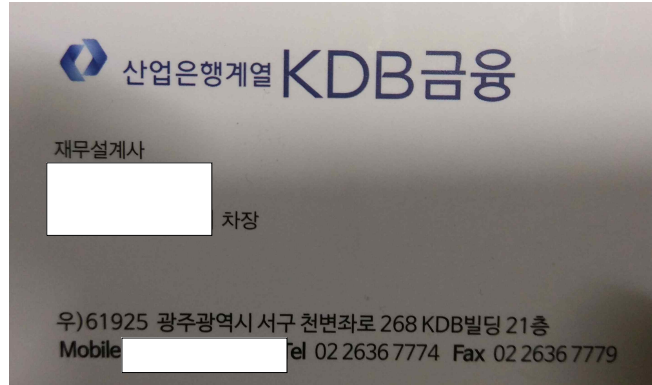 산업은행계열 KDB금융
재무설계사
차장
우)61925 광주광역시 서구 천변좌로 268 KDB빌딩 21층
Mobile Tel 02 2636 7774 Fax 02 2636 7779